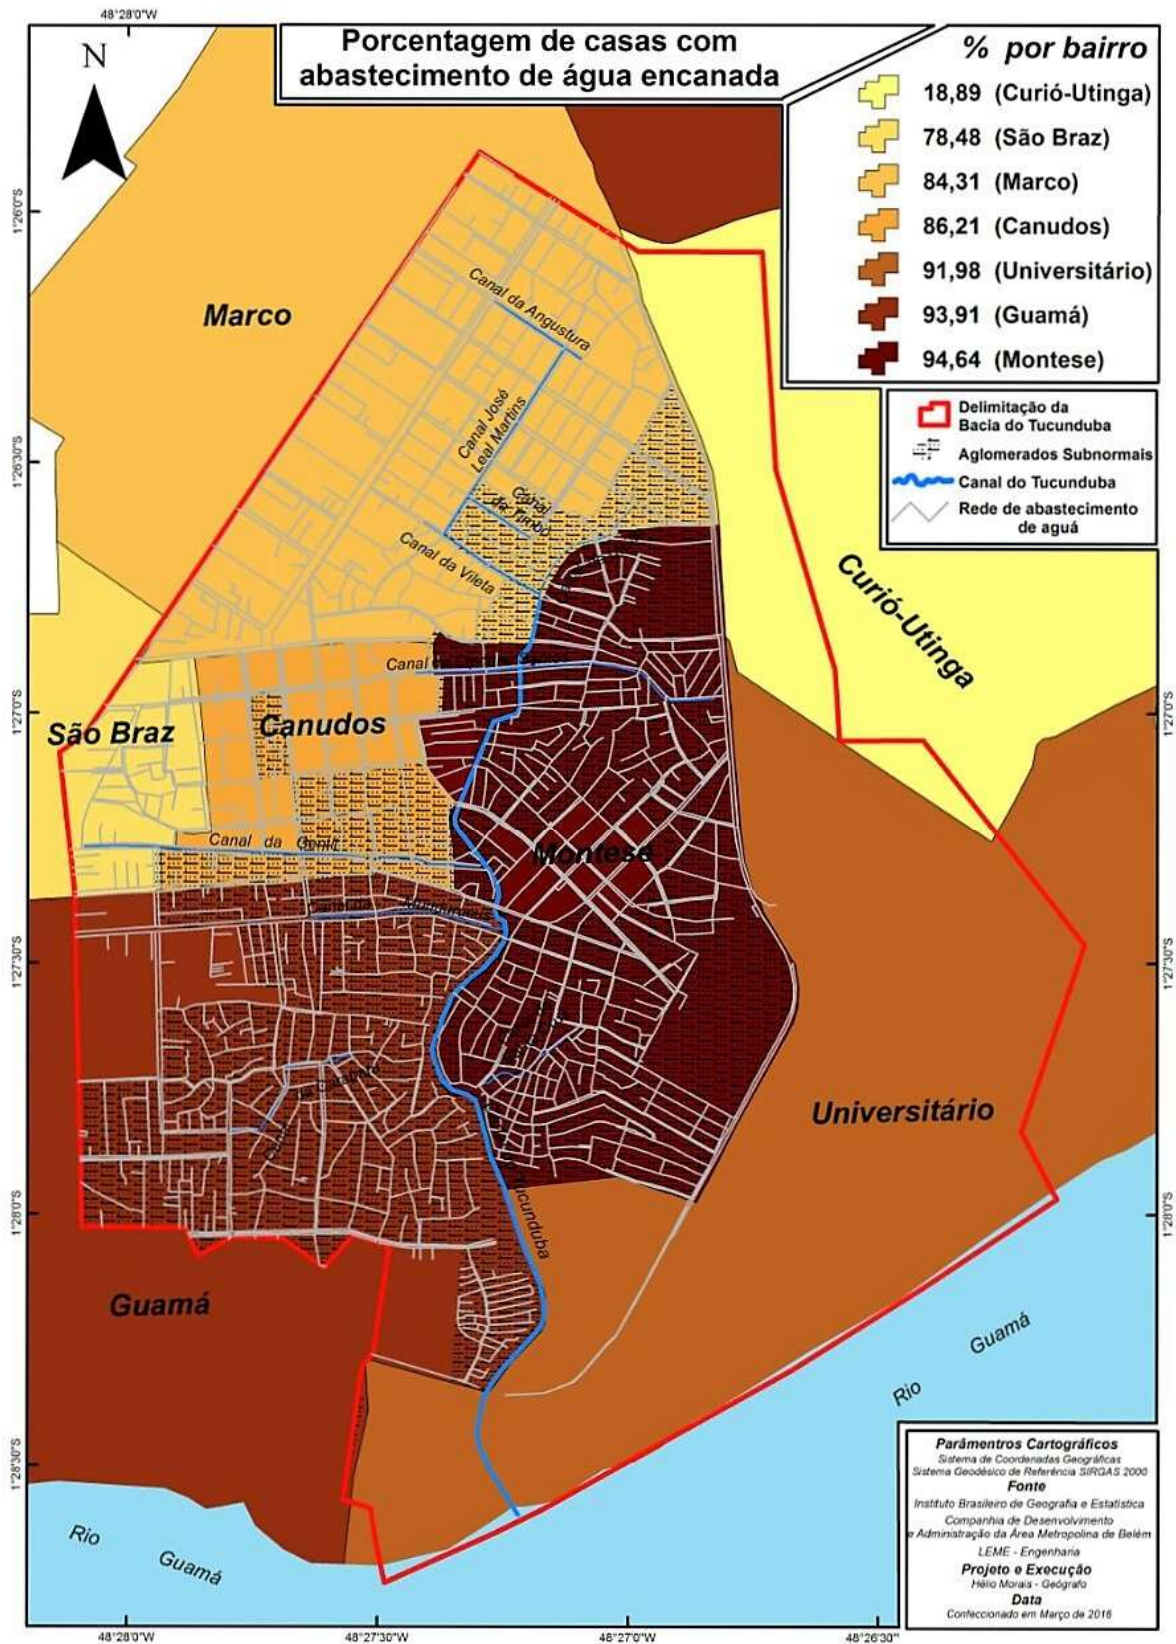 48°28'0"W
N
Porcentagem de casas com
abastecimento de água encanada
% por bairro
18,89 (Curió-Utinga)
78,48 (São Braz)
84,31 (Marco)
86,21 (Canudos)
91,98 (Universitário)
93,91 (Guamá)
94,64 (Montese)
Delimitação da
Bacia do Tucunduba
Aglomerados Subnormais
Canal do Tucunduba
Rede de abastecimento
de aguá
1°26'0"S
1°26'30"S
1°27'0"S
1°27'30"S
1°28'0"S
1°28'30"S
Marco
Canal da Angustura
Canal José
Leal Martins
Canal
do Timbó
Canal da Vileta
Curió-Utinga
Canal
São Braz
Canudos
1°27'0"S
Canal da
Montese
1°27'30"S
Universitário
Tucunduba
1°28'0"S
Guamá
Rio Guamá
Rio Guamá
Parâmentros Cartográficos
Sistema de Coordenadas Geográficas
Sistema Geodésico de Referência SIRGAS 2000
Fonte
Instituto Brasileiro de Geografia e Estatística
Companhia de Desenvolvimento
e Administração da Área Metropolina de Belém
LEME - Engenharia
Projeto e Execução
Hélio Morais - Geógrafo
Data
Confeccionado em Março de 2016
48°28'0"W
48°27'30"W
48°27'0"W
48°26'30"W